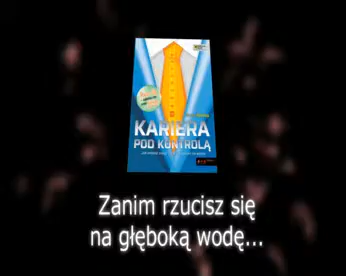 KARIERA
POD KONTROLĄ
Zanim rzucisz się
na głęboką wodę...